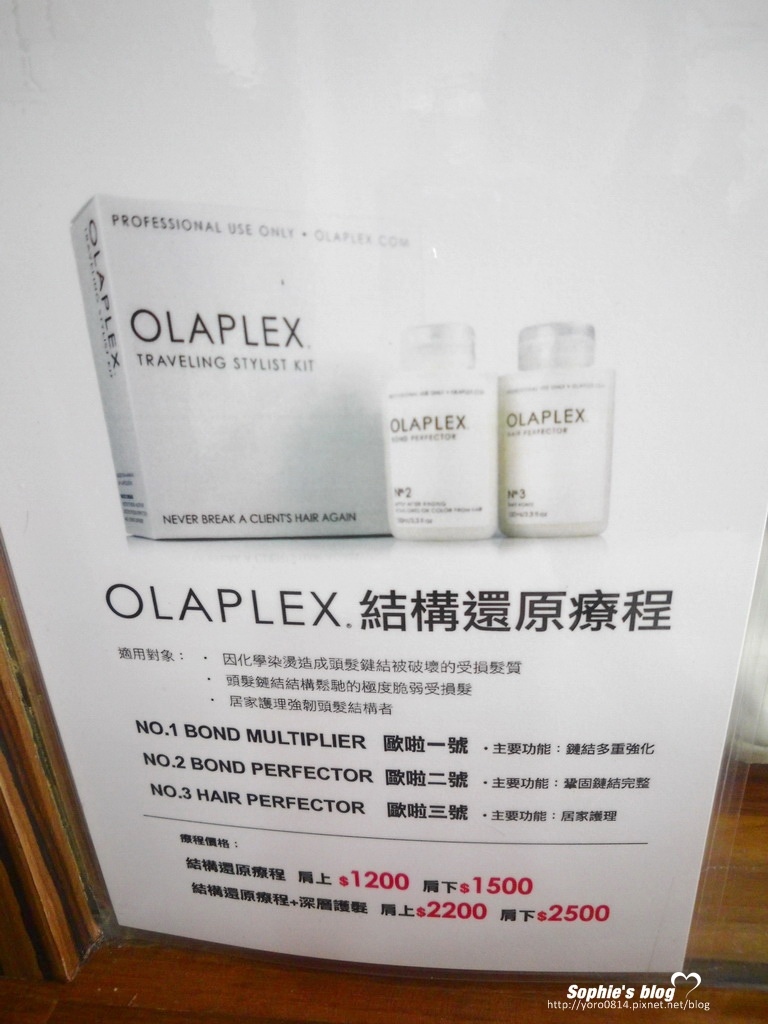 PROFESSIONAL USE ONLY • OLAPLEX.COM
OLAPLEX
OLAPLEX.
TRAVELING STYLIST KIT
NEVER BREAK A CLIENT'S HAIR AGAIN
OLAPLEX.
BOND PERFECTOR
Nº2
OLAPLEX.
HAIR PERFECTOR
Nº3
OLAPLEX.結構還原療程
適用對象： • 因化學染燙造成頭髮鍵結被破壞的受損髮質
• 頭髮鏈結結構鬆馳的極度脆弱受損髮
• 居家護理強韌頭髮結構者
NO.1 BOND MULTIPLIER 歐啦一號 •主要功能：鏈結多重強化
NO.2 BOND PERFECTOR 歐啦二號 •主要功能：鞏固鏈結完整
NO.3 HAIR PERFECTOR 歐啦三號 •主要功能：居家護理
療程價格：
結構還原療程 肩上 $1200 肩下$1500
結構還原療程+深層護髮 肩上$2200 肩下$2500
Sophie's blog
http://yoro0814.pixnet.net/blog